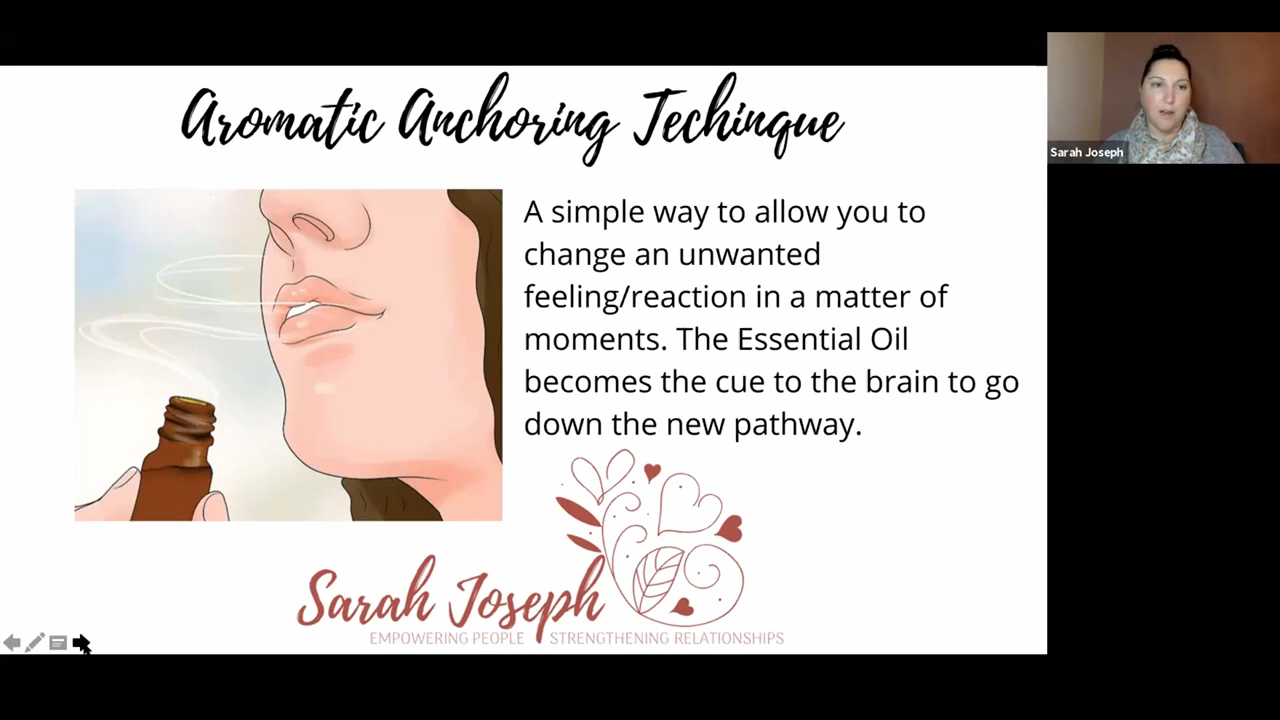 Aromatic Anchoring Techinque
Sarah Joseph
A simple way to allow you to
change an unwanted
feeling/reaction in a matter of
moments. The Essential Oil
becomes the cue to the brain to go
down the new pathway.
Sarah Joseph
EMPOWERING PEOPLE STRENGTHENING RELATIONSHIPS